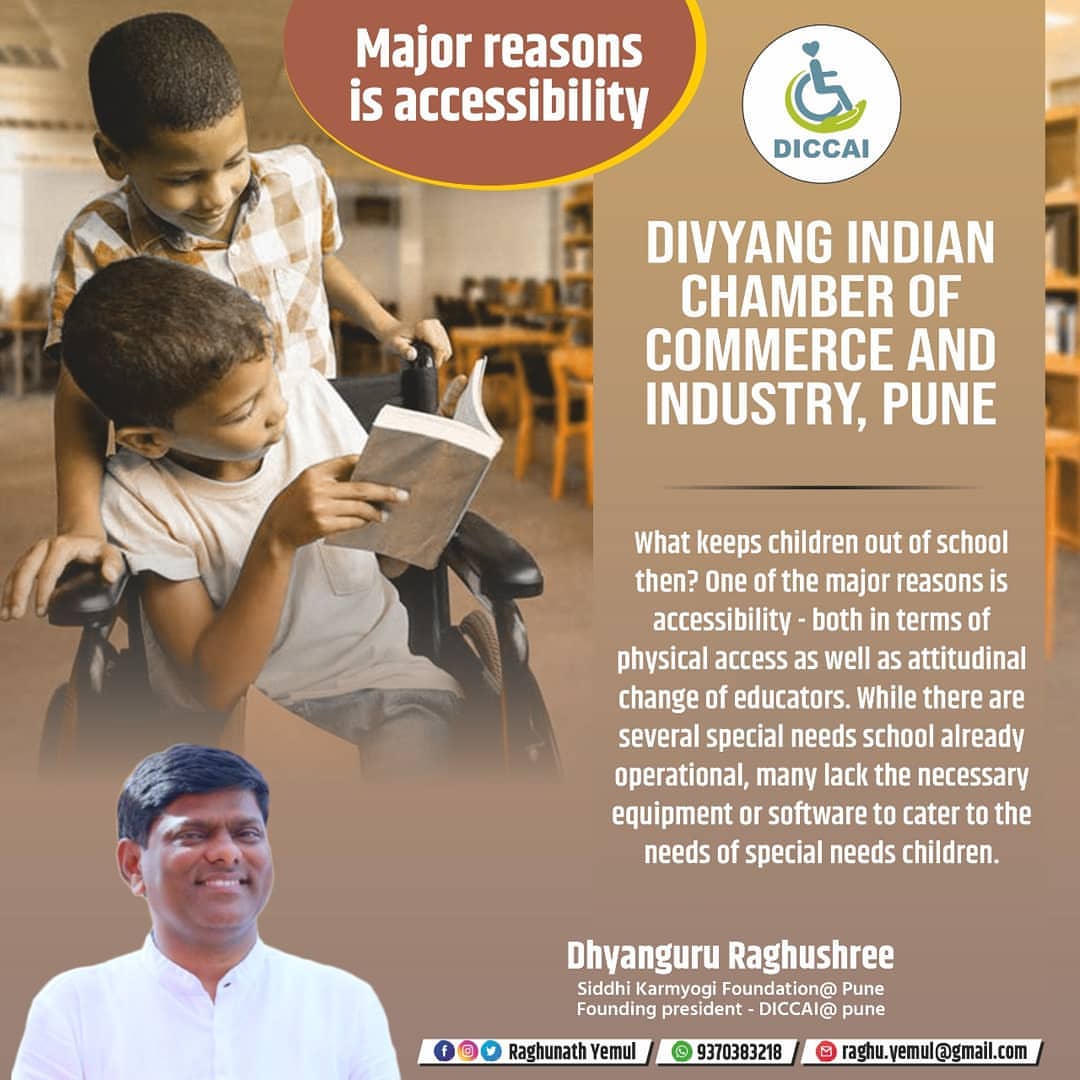 Major reasons
is accessibility
DICCAI
DIVYANG INDIAN
CHAMBER OF
COMMERCE AND
INDUSTRY, PUNE
What keeps children out of school
then? One of the major reasons is
accessibility - both in terms of
physical access as well as attitudinal
change of educators. While there are
several special needs school already
operational, many lack the necessary
equipment or software to cater to the
needs of special needs children.
Dhyanguru Raghushree
Siddhi Karmyogi Foundation@ Pune
Founding president - DICCAI@ pune
Raghunath Yemul
9370383218
raghu.yemul@gmail.com